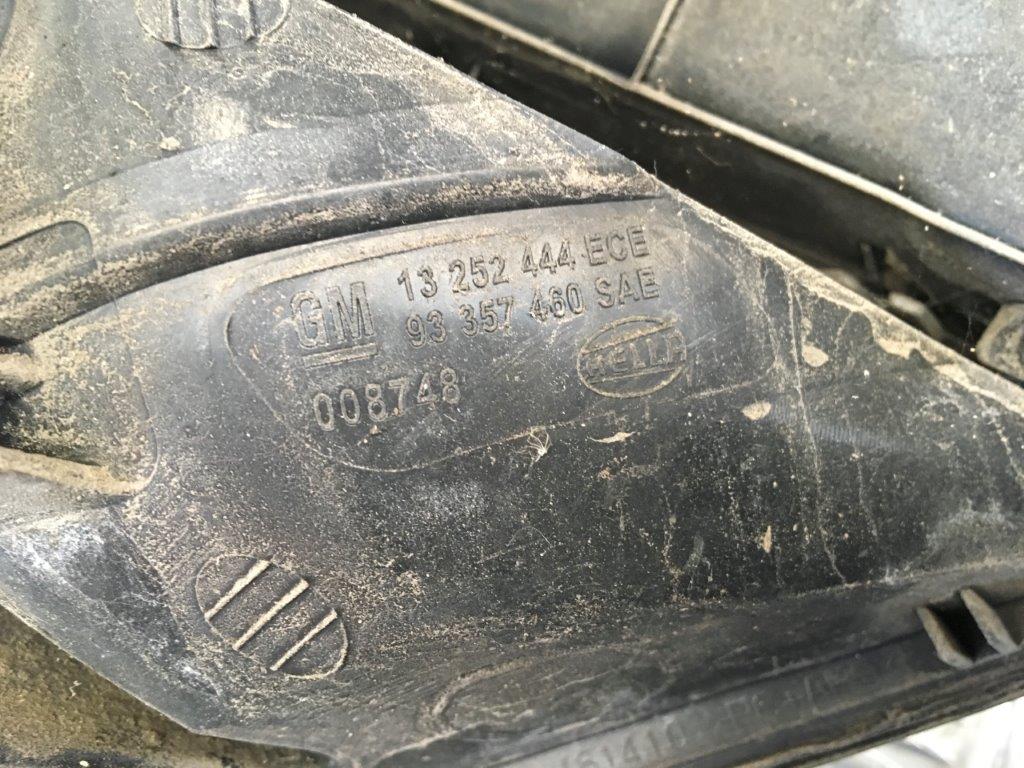 GM
13 252 444 ECE
93 357 460 SAE
HELLA
008748